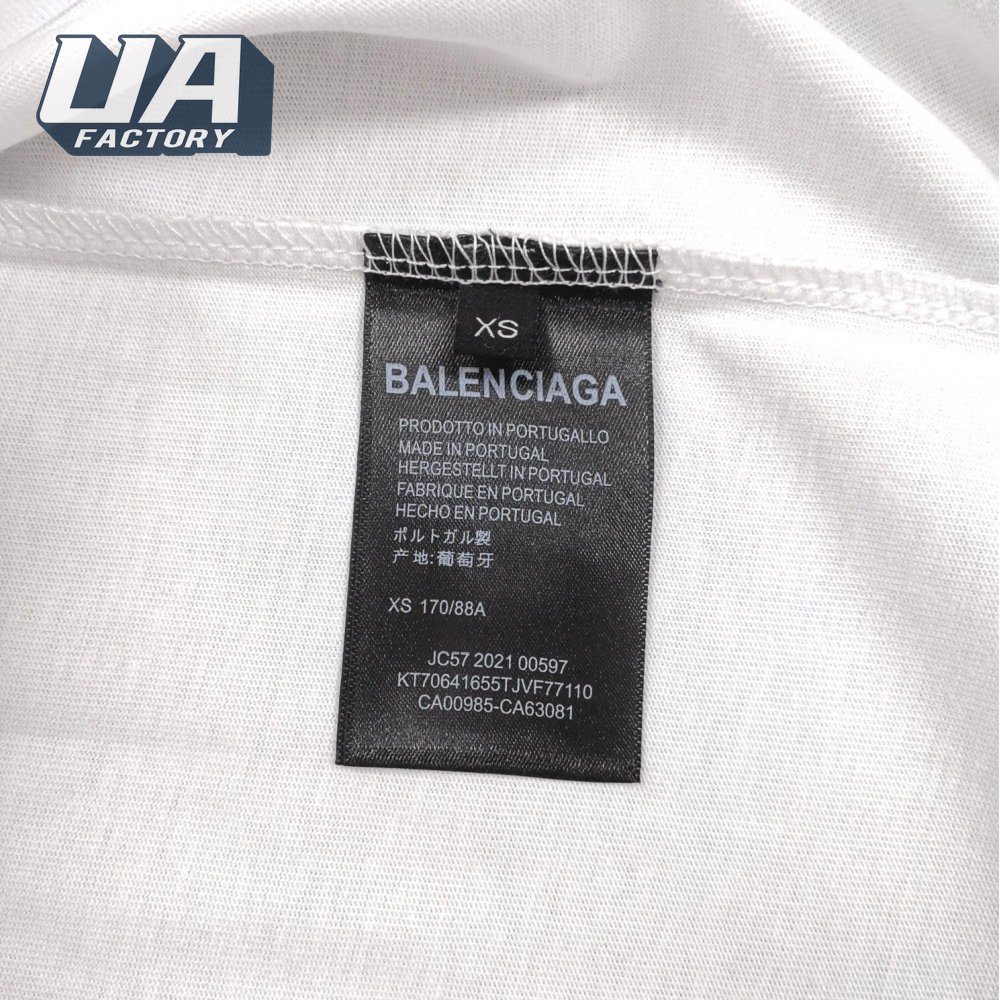 UA
FACTORY
XS
BALENCIAGA
PRODOTTO IN PORTUGALLO
MADE IN PORTUGAL
HERGESTELLT IN PORTUGAL
FABRIQUE EN PORTUGAL
HECHO EN PORTUGAL
ポルトガル製
产地:葡萄牙
XS 170/88A
JC57 2021 00597
KT70641655TJVF77110
CA00985-CA63081